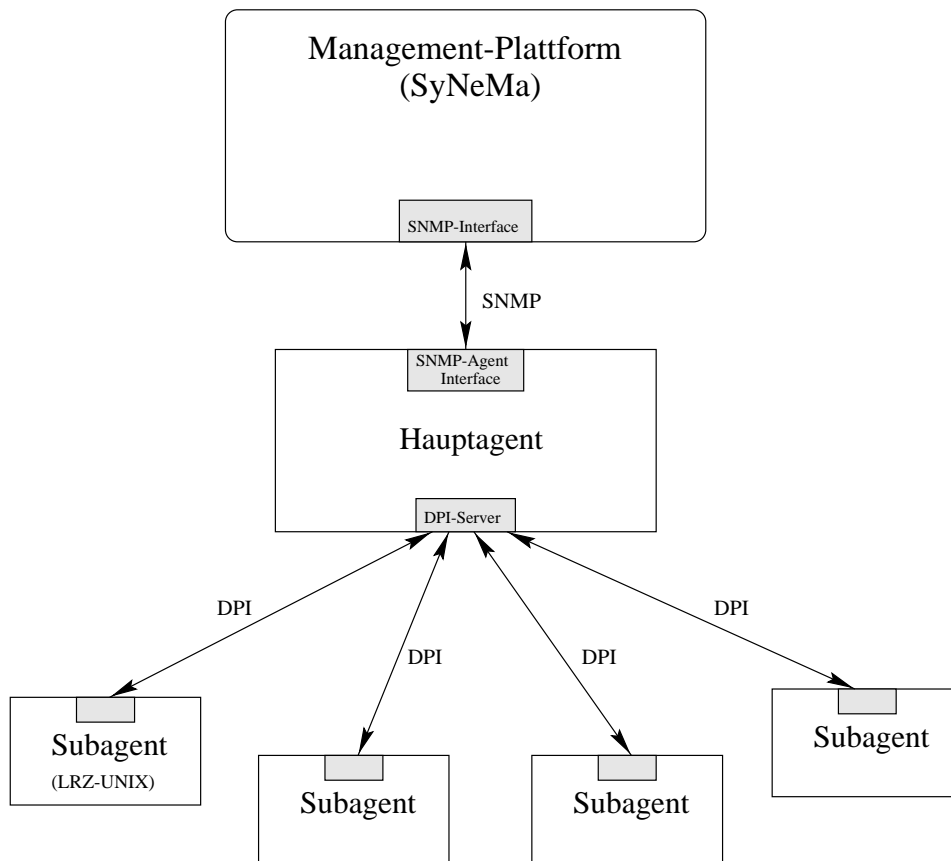 Management-Plattform
(SyNeMa)
SNMP-Interface
SNMP
SNMP-Agent
Interface
Hauptagent
DPI-Server
DPI
DPI
DPI
DPI
Subagent
(LRZ-UNIX)
Subagent
Subagent
Subagent